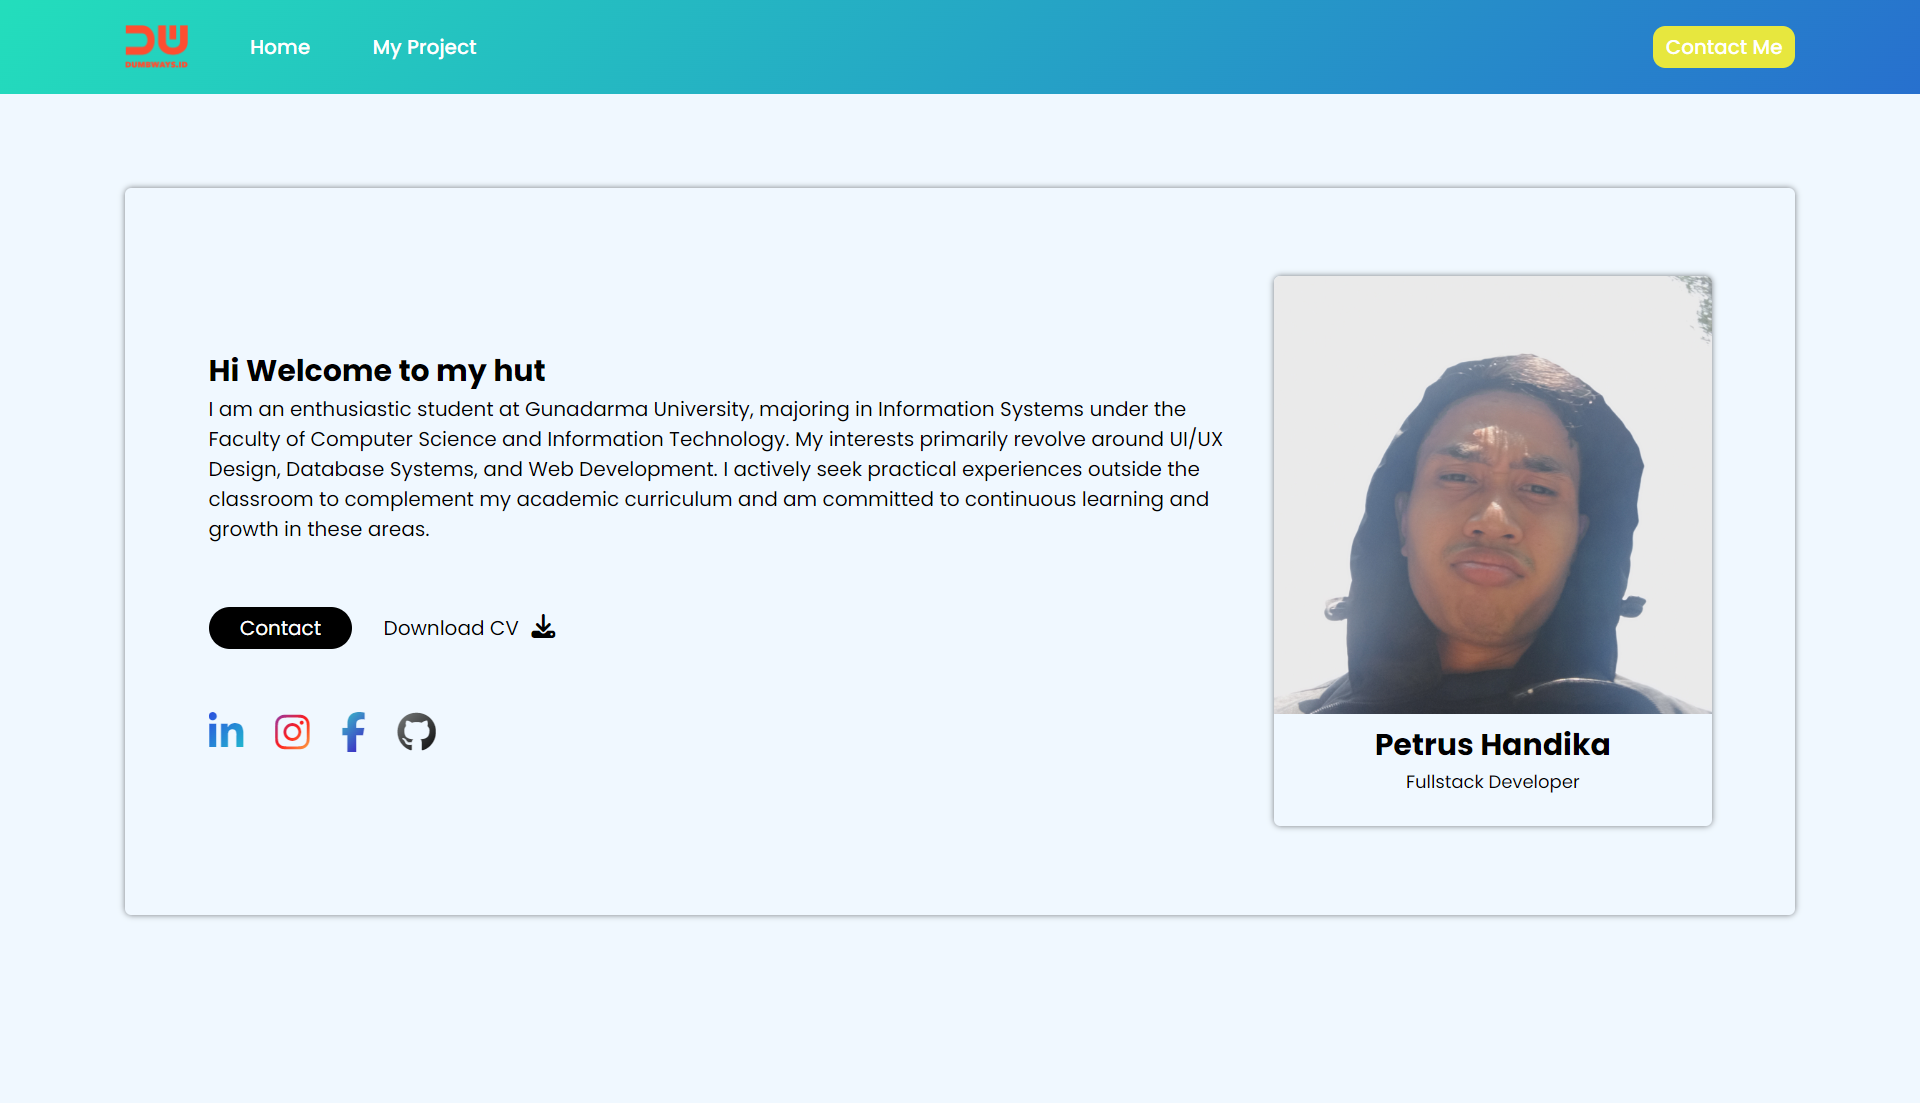 DW
DUMBWAYS.ID
Home
My Project
Contact Me
Hi Welcome to my hut
I am an enthusiastic student at Gunadarma University, majoring in Information Systems under the
Faculty of Computer Science and Information Technology. My interests primarily revolve around UI/UX
Design, Database Systems, and Web Development. I actively seek practical experiences outside the
classroom to complement my academic curriculum and am committed to continuous learning and
growth in these areas.
Contact
Download CV
in
f
Petrus Handika
Fullstack Developer